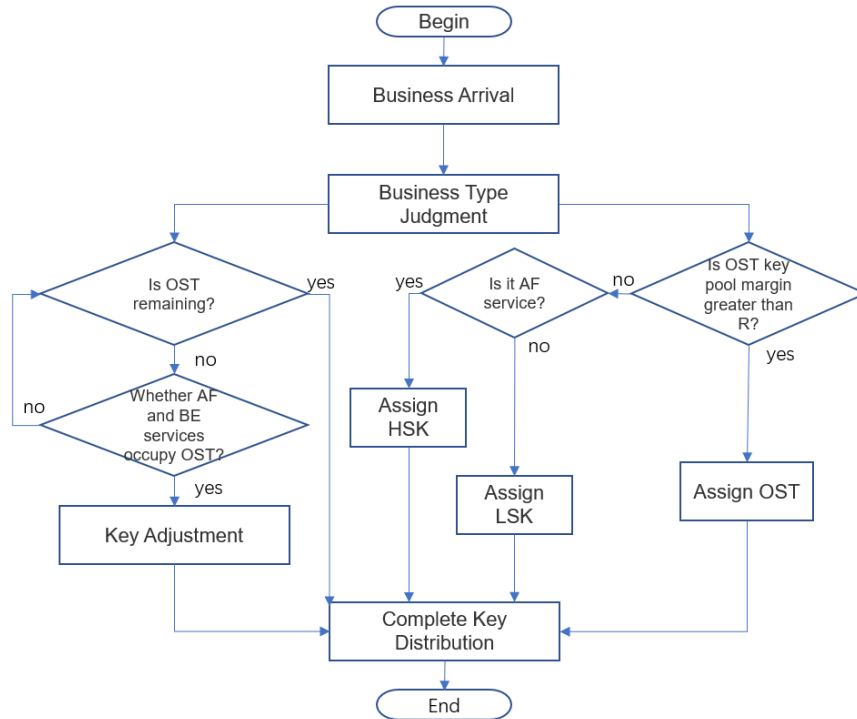 Begin
Business Arrival
Business Type
Judgment
Is OST
remaining?
yes
no
Whether AF
and BE
services
occupy OST?
no
yes
Key Adjustment
Is it AF
service?
yes
no
Assign
HSK
Assign
LSK
Is OST key
pool margin
greater than
R?
no
yes
Assign OST
Complete Key
Distribution
End